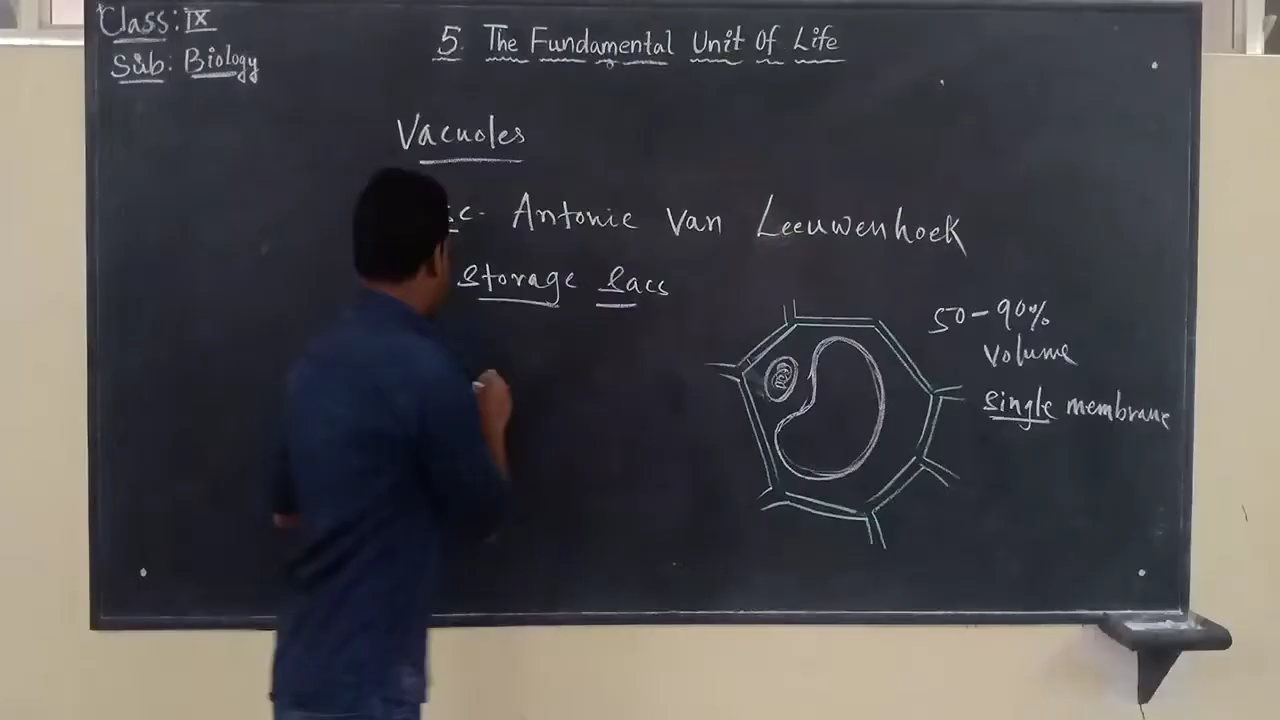 Class: IX
Sub: Biology
5. The Fundamental Unit Of Life
Vacuoles
Antonie Van Leeuwenhoek
Storage Sacs
50-90%
volume
single membrane